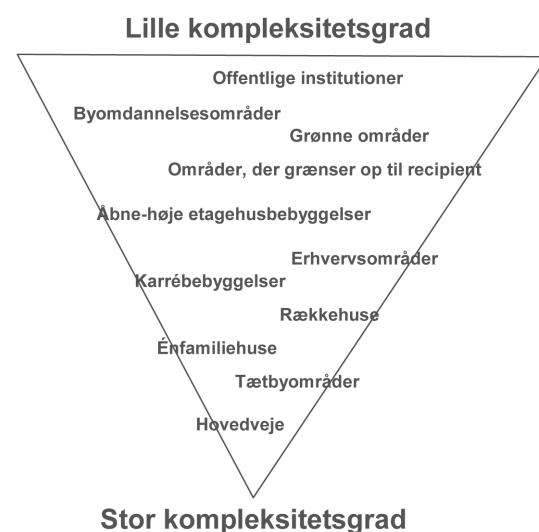 Lille kompleksitetsgrad
Offentlige institutioner
Byomdannelsesområder
Grønne områder
Områder, der grænser op til recipient
Åbne-høje etagehusbebyggelser
Erhvervsområder
Karrébebyggelser
Rækkehuse
Énfamiliehuse
Tætbyområder
Hovedveje
Stor kompleksitetsgrad